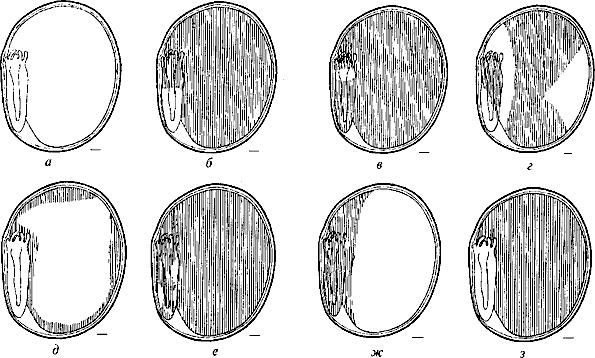 а б в г
д е ж з